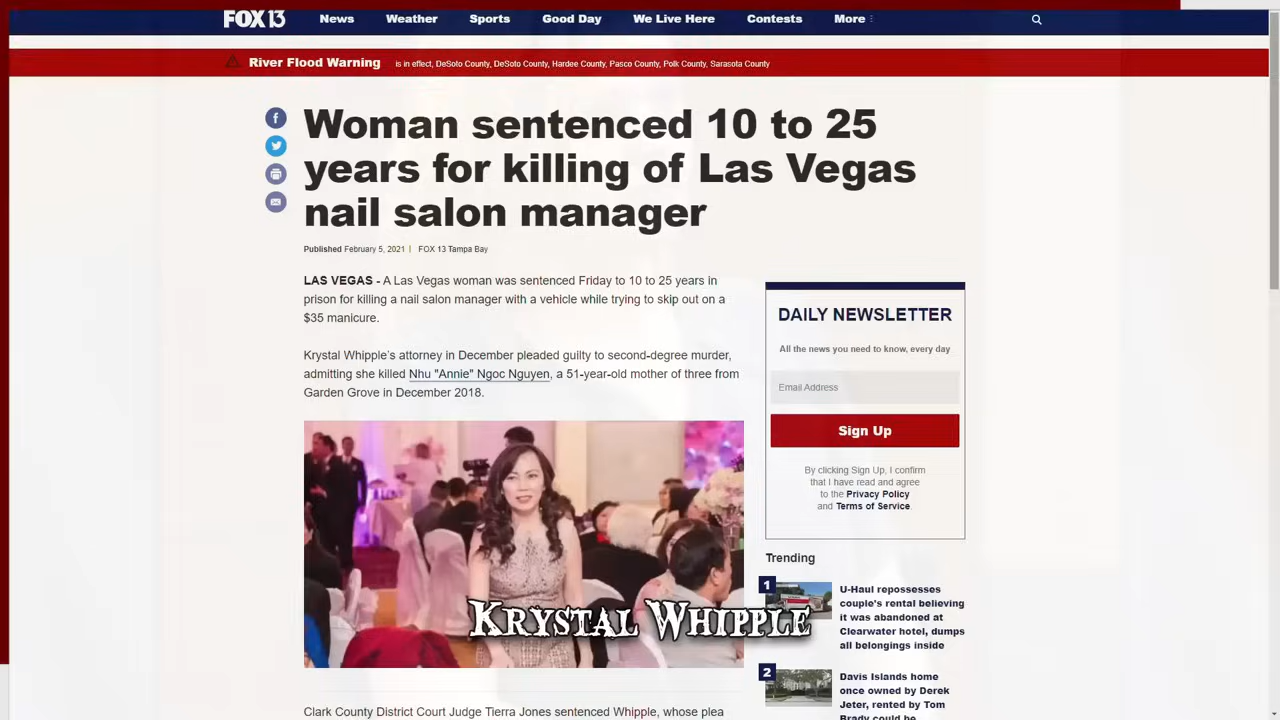 FOX 13 News Weather Sports Good Day We Live Here Contests More
River Flood Warning is in effect, DeSoto County, DeSoto County, Hardee County, Pasco County, Polk County, Sarasota County
Woman sentenced 10 to 25
years for killing of Las Vegas
nail salon manager
Published February 5, 2021 | FOX 13 Tampa Bay
LAS VEGAS - A Las Vegas woman was sentenced Friday to 10 to 25 years in
prison for killing a nail salon manager with a vehicle while trying to skip out on a
$35 manicure.
Krystal Whipple's attorney in December pleaded guilty to second-degree murder,
admitting she killed Nhu "Annie" Ngoc Nguyen, a 51-year-old mother of three from
Garden Grove in December 2018.
KRYSTAL WHIPPLE
Clark County District Court Judge Tierra Jones sentenced Whipple, whose plea
DAILY NEWSLETTER
All the news you need to know, every day
Email Address
Sign Up
By clicking Sign Up, I confirm
that I have read and agree
to the Privacy Policy
and Terms of Service.
Trending
1
U-Haul repossesses
couple's rental believing
it was abandoned at
Clearwater hotel, dumps
all belongings inside
2
Davis Islands home
once owned by Derek
Jeter, rented by Tom
Brady could be